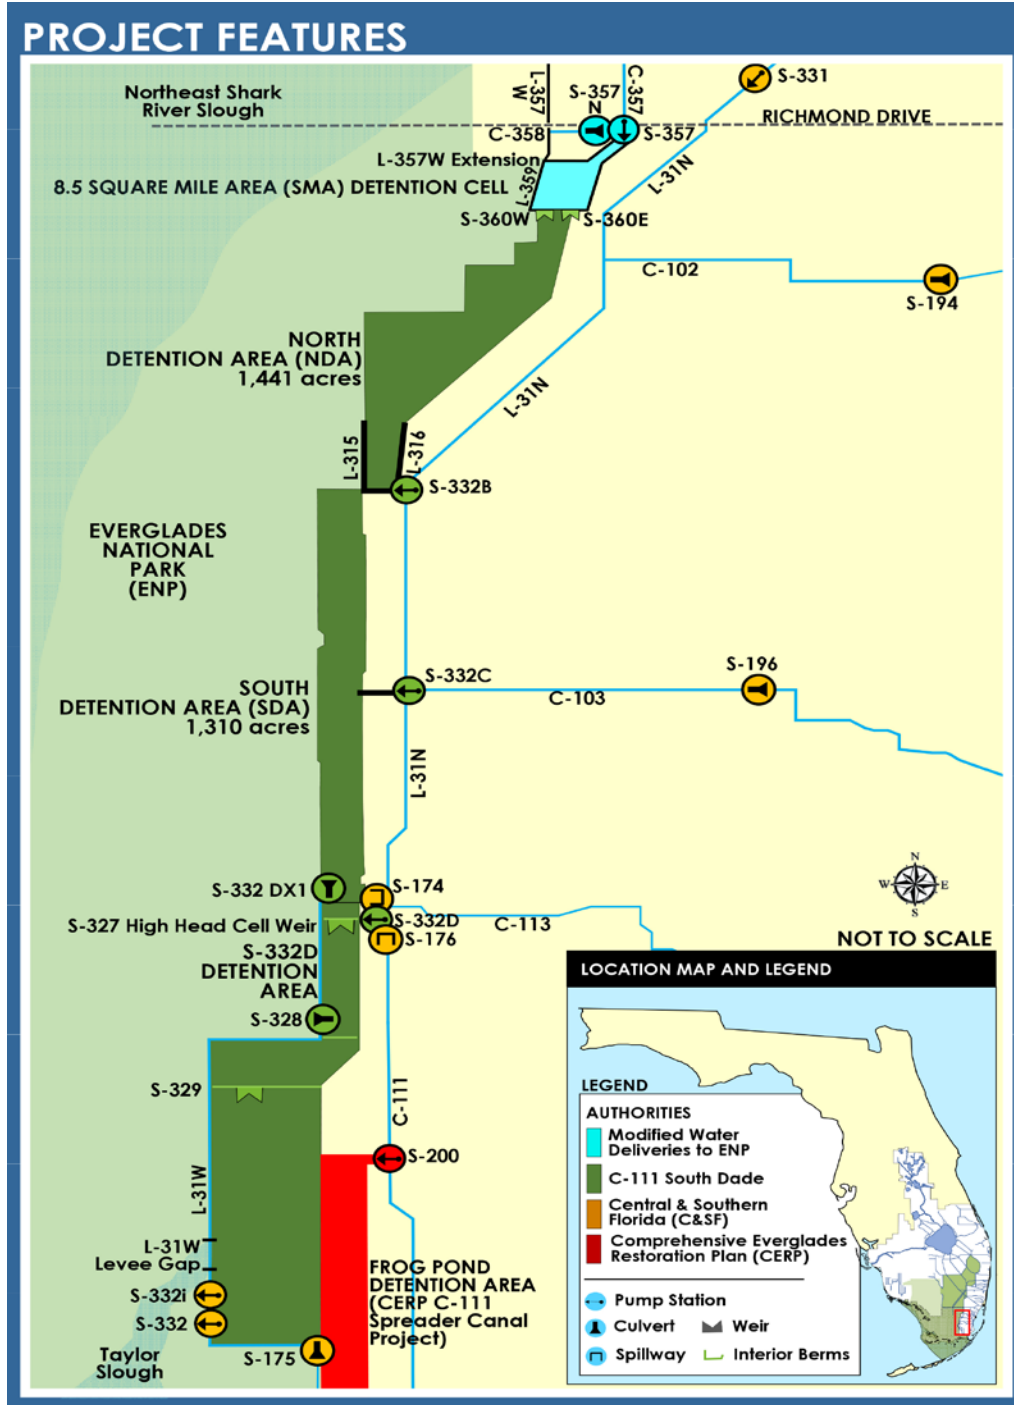 PROJECT FEATURES
Northeast Shark
River Slough
L-357
W
S-357
N
C-357
S-331
C-358
S-357
RICHMOND DRIVE
L-357W Extension
L-31N
8.5 SQUARE MILE AREA (SMA) DETENTION CELL
L-359
S-360W
S-360E
C-102
S-194
NORTH
DETENTION AREA (NDA)
1,441 acres
L-31N
L-315
L-316
S-332B
EVERGLADES
NATIONAL
PARK
(ENP)
S-332C
S-196
C-103
SOUTH
DETENTION AREA (SDA)
1,310 acres
L-31N
S-332 DX1
S-174
N
W
E
S
S-327 High Head Cell Weir
S-332D
C-113
S-176
NOT TO SCALE
S-332D
DETENTION
AREA
S-328
S-329
C-111
S-200
L-31W
L-31W
Levee Gap
S-332i
S-332
S-175
Taylor
Slough
FROG POND
DETENTION AREA
(CERP C-111
Spreader Canal
Project)
LOCATION MAP AND LEGEND
LEGEND
AUTHORITIES
Modified Water
Deliveries to ENP
C-111 South Dade
Central & Southern
Florida (C&SF)
Comprehensive Everglades
Restoration Plan (CERP)
Pump Station
Culvert
Weir
Spillway
Interior Berms